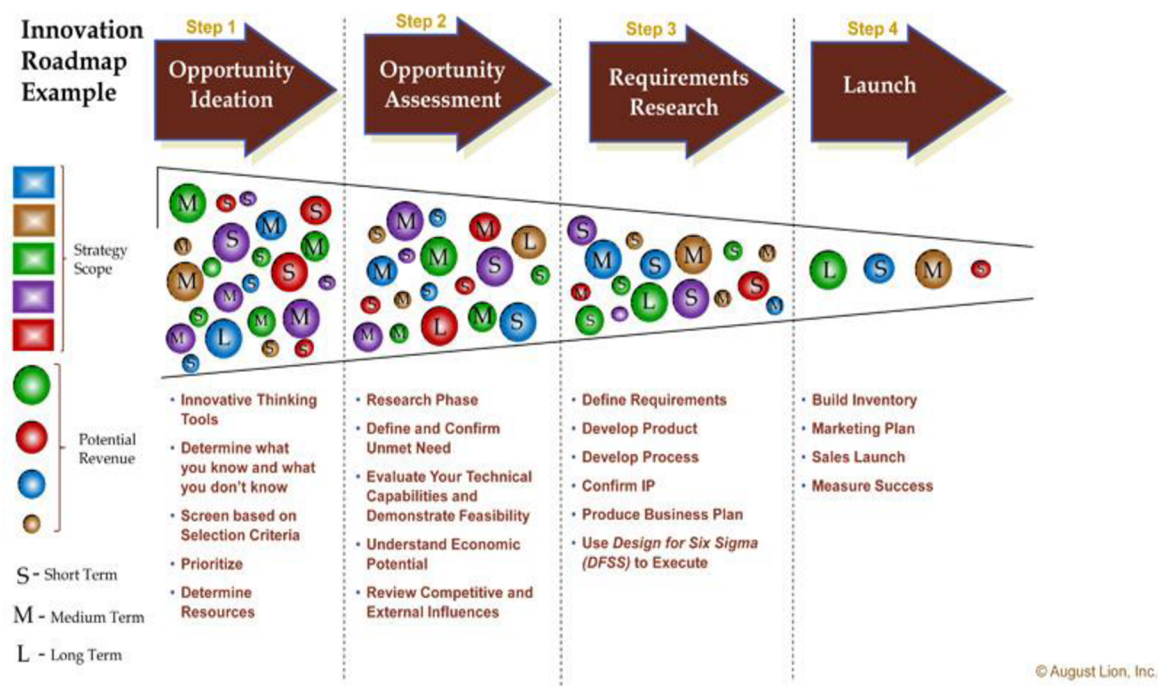 Innovation
Roadmap
Example
Step 1
Opportunity
Ideation
Step 2
Opportunity
Assessment
Step 3
Requirements
Research
Step 4
Launch
Strategy
Scope
Potential
Revenue
S - Short Term
M - Medium Term
L - Long Term
M S S S
M
S M
M S
S
M
M S
S
S M M
M L
S S
S
M S M
S L
S M
M S
S
S M S
S
M S
M M L
S
S M S M
M S
M S
S
L S M
S M
L S M S
• Innovative Thinking
Tools
• Determine what
you know and what
you don't know
• Screen based on
Selection Criteria
• Prioritize
• Determine
Resources
• Research Phase
• Define and Confirm
Unmet Need
• Evaluate Your Technical
Capabilities and
Demonstrate Feasibility
• Understand Economic
Potential
• Review Competitive and
External Influences
• Define Requirements
• Develop Product
• Develop Process
• Confirm IP
• Produce Business Plan
• Use Design for Six Sigma
(DFSS) to Execute
• Build Inventory
• Marketing Plan
• Sales Launch
• Measure Success
© August Lion, Inc.